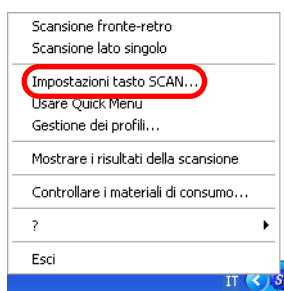 Scansione fronte-retro
Scansione lato singolo
Impostazioni tasto SCAN...
Usare Quick Menu
Gestione dei profili...
Mostrare i risultati della scansione
Controllare i materiali di consumo...
?
Esci
IT